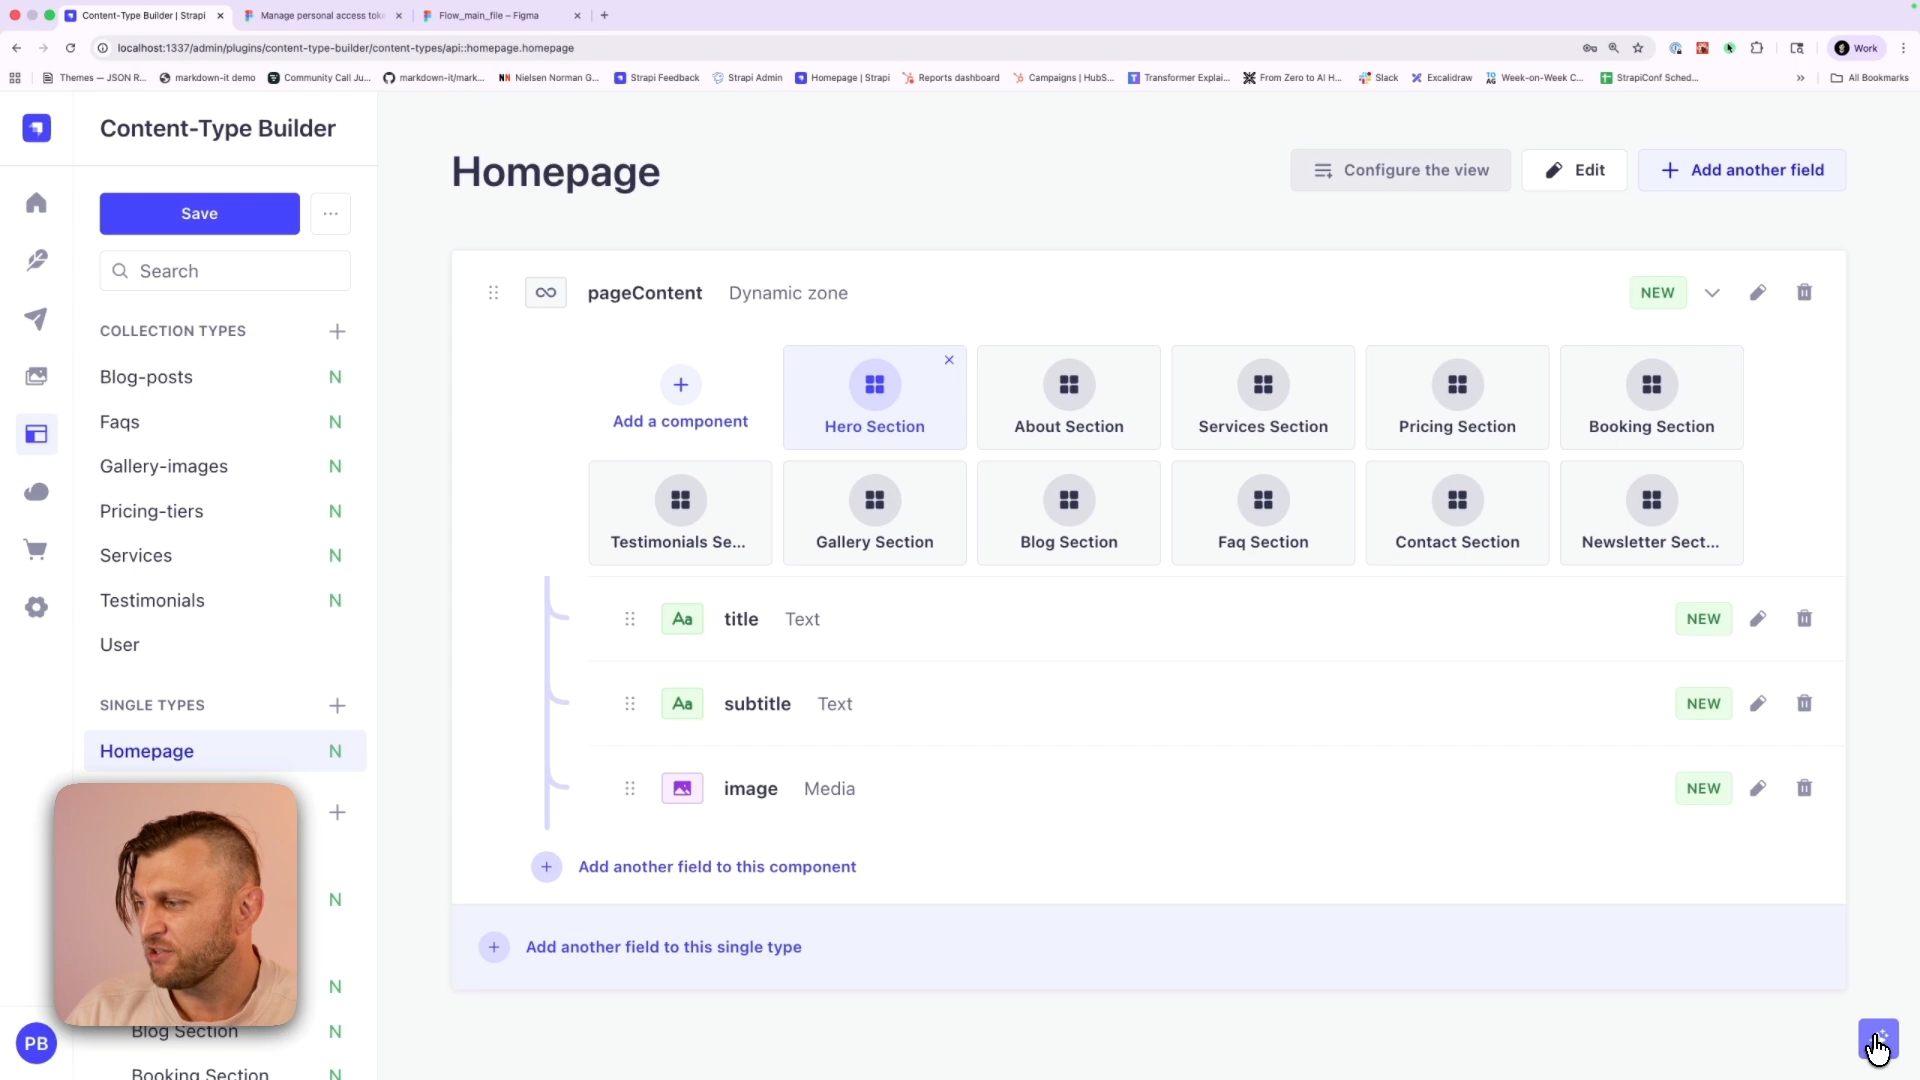 Content-Type Builder | Strapi
Manage personal access toke
Flow_main_file – Figma
localhost:1337/admin/plugins/content-type-builder/content-types/api::homepage.homepage
Work
Themes — JSON R...
markdown-it demo
Community Call Ju...
markdown-it/mark...
Nielsen Norman G...
Strapi Feedback
Strapi Admin
Homepage | Strapi
Reports dashboard
Campaigns | HubS...
Transformer Explai...
From Zero to AI H...
Slack
Excalidraw
Week-on-Week C...
StrapiConf Sched...
All Bookmarks
Content-Type Builder
Save
Search
COLLECTION TYPES
Blog-posts N
Faqs N
Gallery-images N
Pricing-tiers N
Services N
Testimonials N
User
SINGLE TYPES
Homepage N
N
N
Blog Section N
Booking Section N
PB
Homepage
Configure the view
Edit
Add another field
pageContent Dynamic zone NEW
Add a component
Hero Section
About Section
Services Section
Pricing Section
Booking Section
Testimonials Se...
Gallery Section
Blog Section
Faq Section
Contact Section
Newsletter Sect...
Aa title Text NEW
Aa subtitle Text NEW
image Media NEW
Add another field to this component
Add another field to this single type